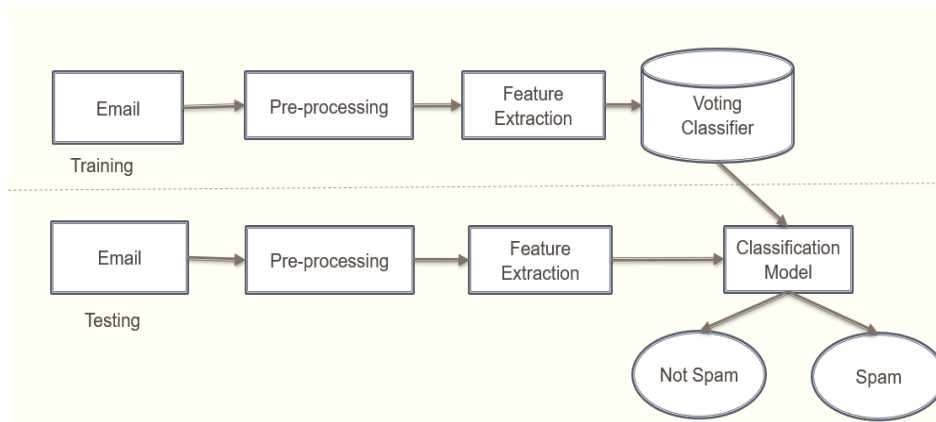 Email
Pre-processing
Feature
Extraction
Voting
Classifier
Training
Email
Pre-processing
Feature
Extraction
Classification
Model
Testing
Not Spam
Spam